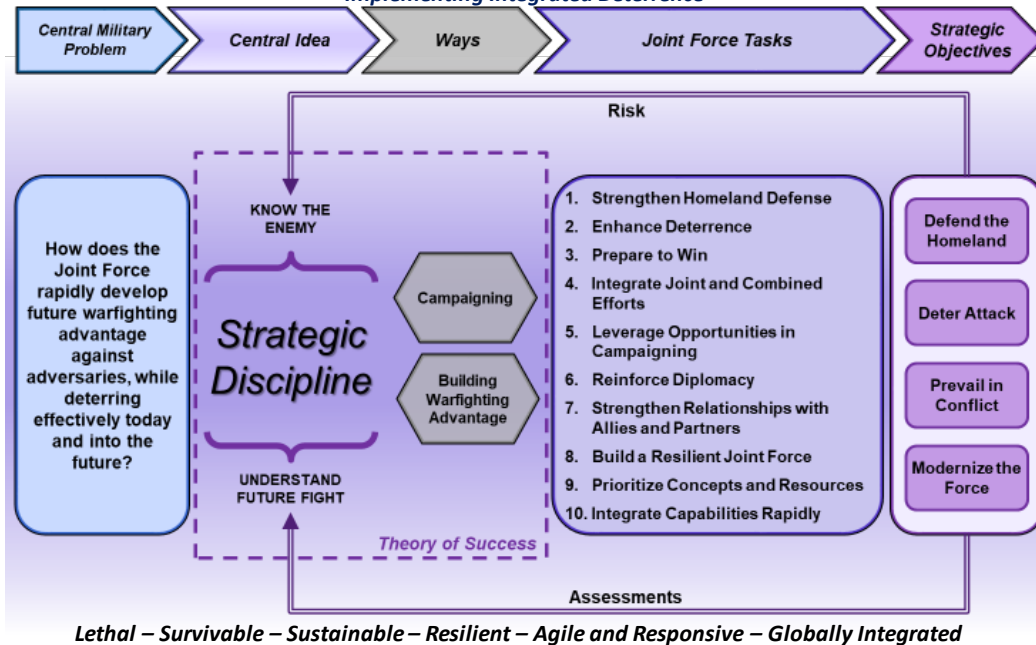 Implementing Integrated Deterrence
Central Military
Problem
Central Idea
Ways
Joint Force Tasks
Strategic
Objectives
Risk
How does the
Joint Force
rapidly develop
future warfighting
advantage
against
adversaries, while
deterring
effectively today
and into the
future?
KNOW THE
ENEMY
Strategic
Discipline
UNDERSTAND
FUTURE FIGHT
Campaigning
Building
Warfighting
Advantage
Theory of Success
1. Strengthen Homeland Defense
2. Enhance Deterrence
3. Prepare to Win
4. Integrate Joint and Combined
Efforts
5. Leverage Opportunities in
Campaigning
6. Reinforce Diplomacy
7. Strengthen Relationships with
Allies and Partners
8. Build a Resilient Joint Force
9. Prioritize Concepts and Resources
10. Integrate Capabilities Rapidly
Defend the
Homeland
Deter Attack
Prevail in
Conflict
Modernize the
Force
Assessments
Lethal – Survivable – Sustainable – Resilient – Agile and Responsive – Globally Integrated